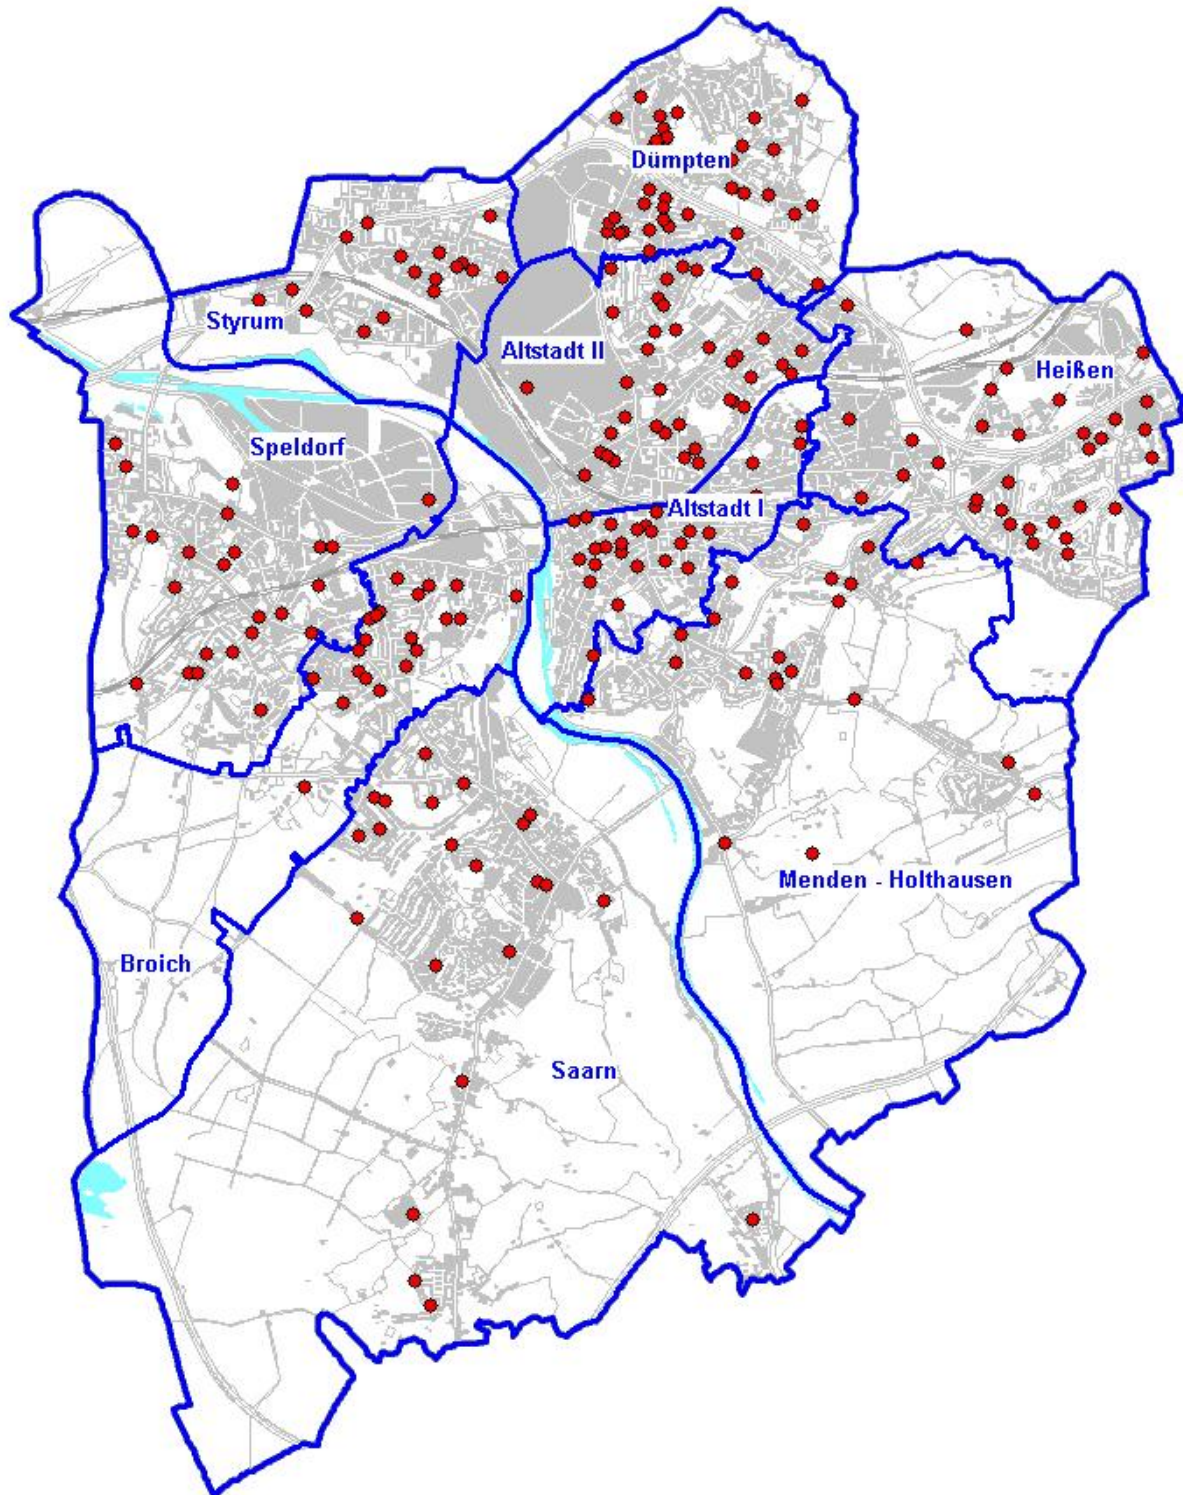 Dümpten
Styrum
Altstadt II
Heißen
Speldorf
Altstadt I
Menden - Holthausen
Broich
Saarn